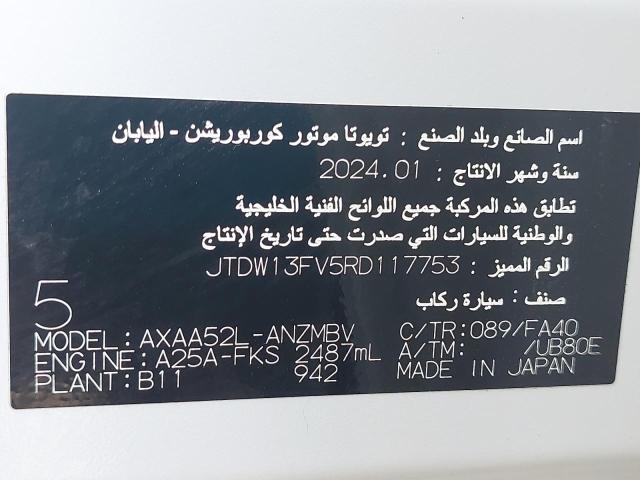 اسم الصانع وبلد الصنع : تويوتا موتور كوربوريشن - اليابان
سنة وشهر الانتاج : 2024.01
تطابق هذه المركبة جميع اللوائح الفنية الخليجية
والوطنية للسيارات التي صدرت حتى تاريخ الإنتاج
الرقم المميز : JTDW13FV5RD117753
صنف : سيارة ركاب
5
MODEL:AXAA52L-ANZMBV C/TR:089/FA40
ENGINE:A25A-FKS 2487mL A/TM: /UB80E
PLANT:B11 942 MADE IN JAPAN